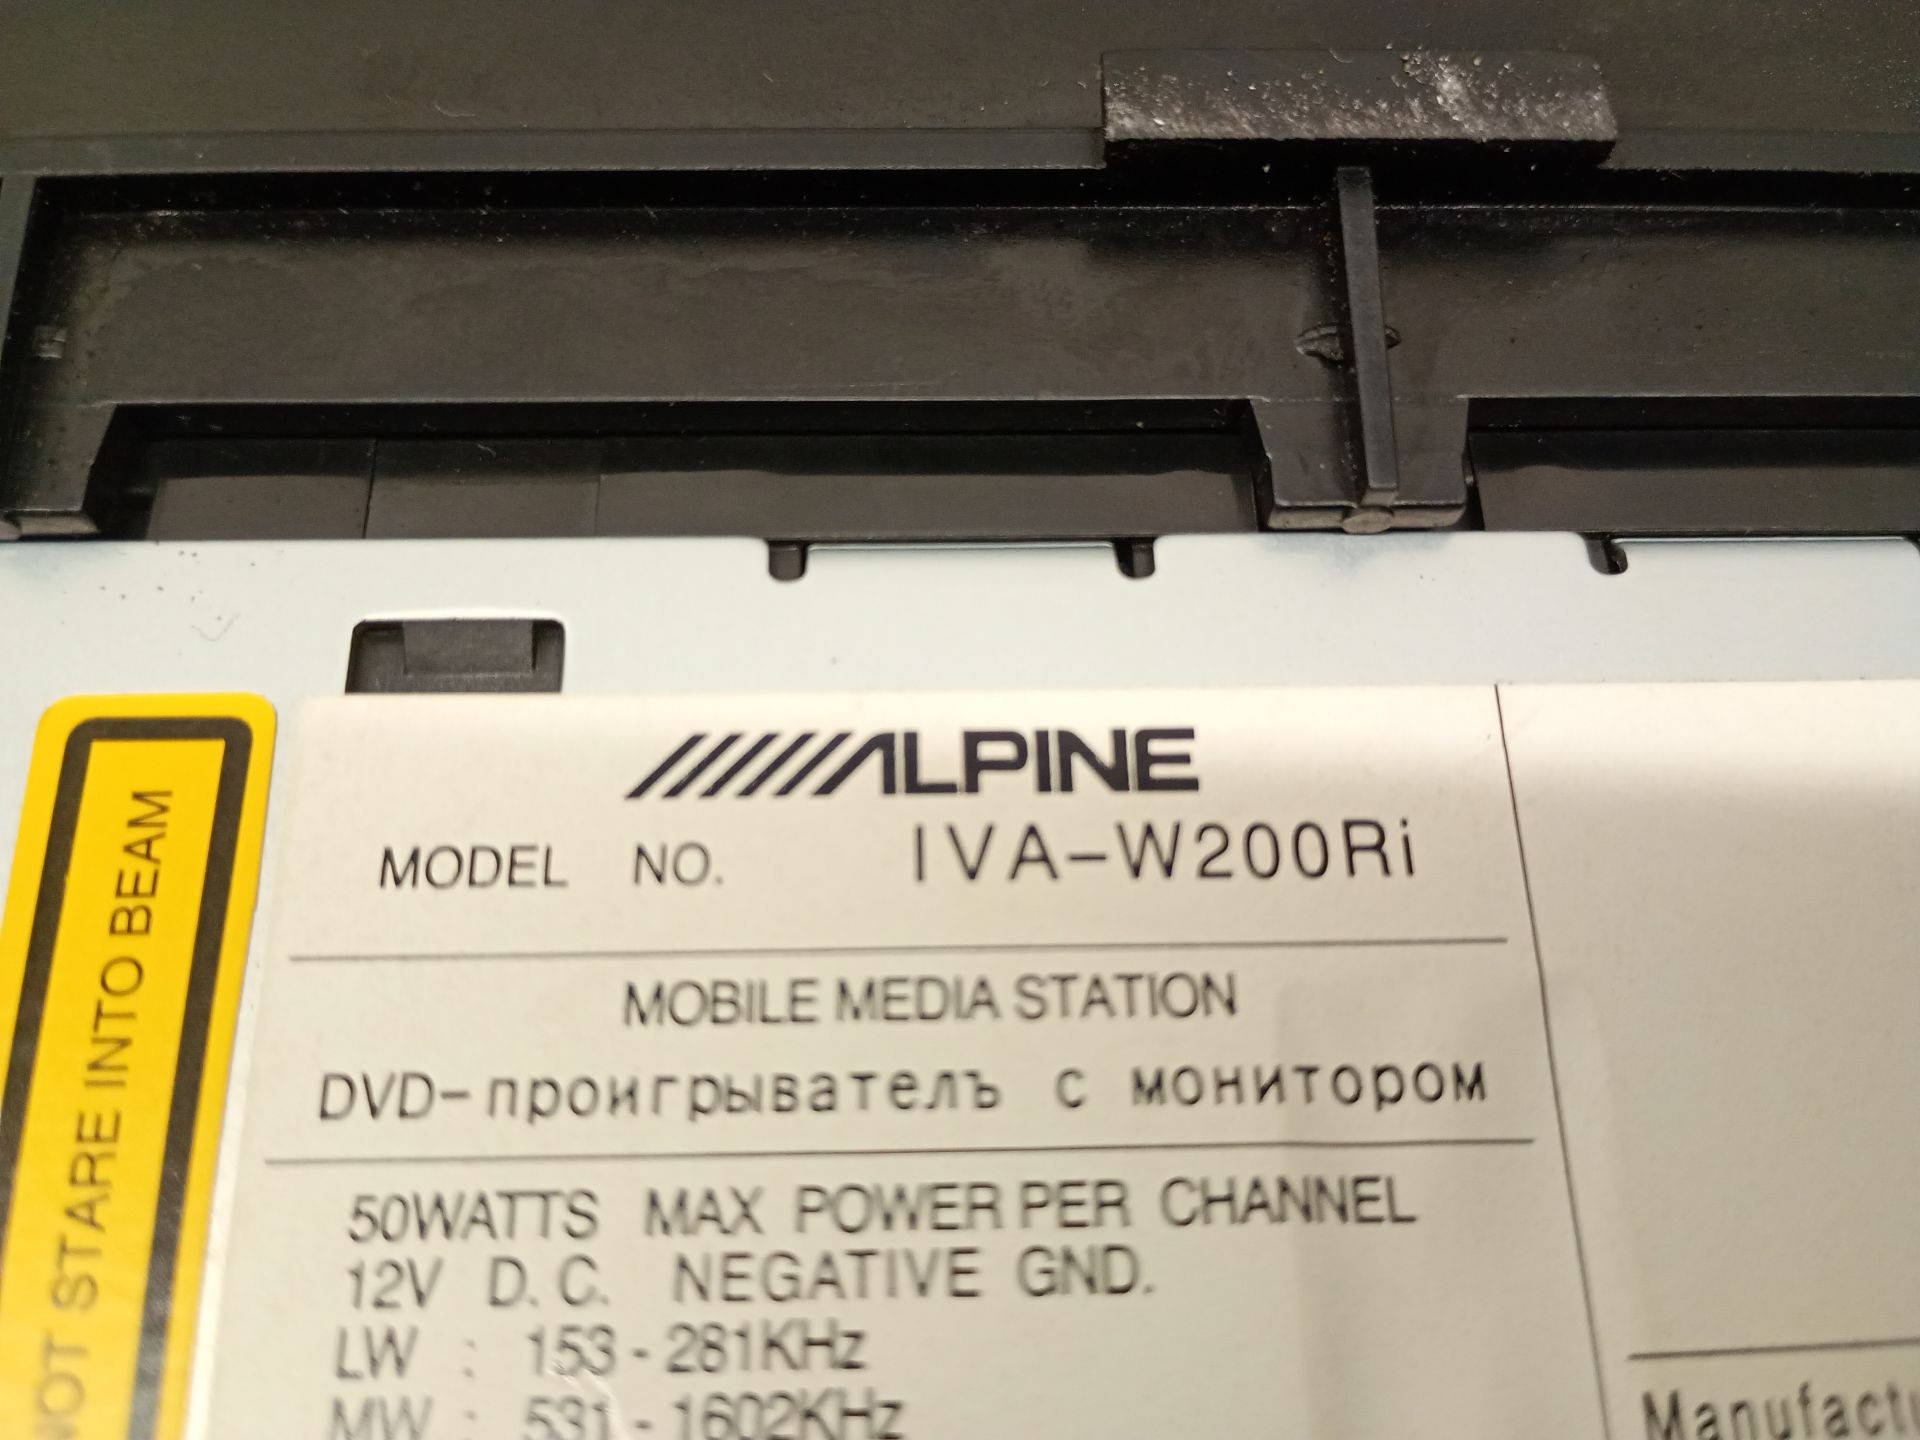 ALPINE
MODEL NO. IVA-W200Ri
MOBILE MEDIA STATION
DVD-проигрывателъ с монитором
50WATTS MAX POWER PER CHANNEL
12V D.C. NEGATIVE GND.
LW : 153-281KHz
MW : 531-1602KHz
NOT STARE INTO BEAM